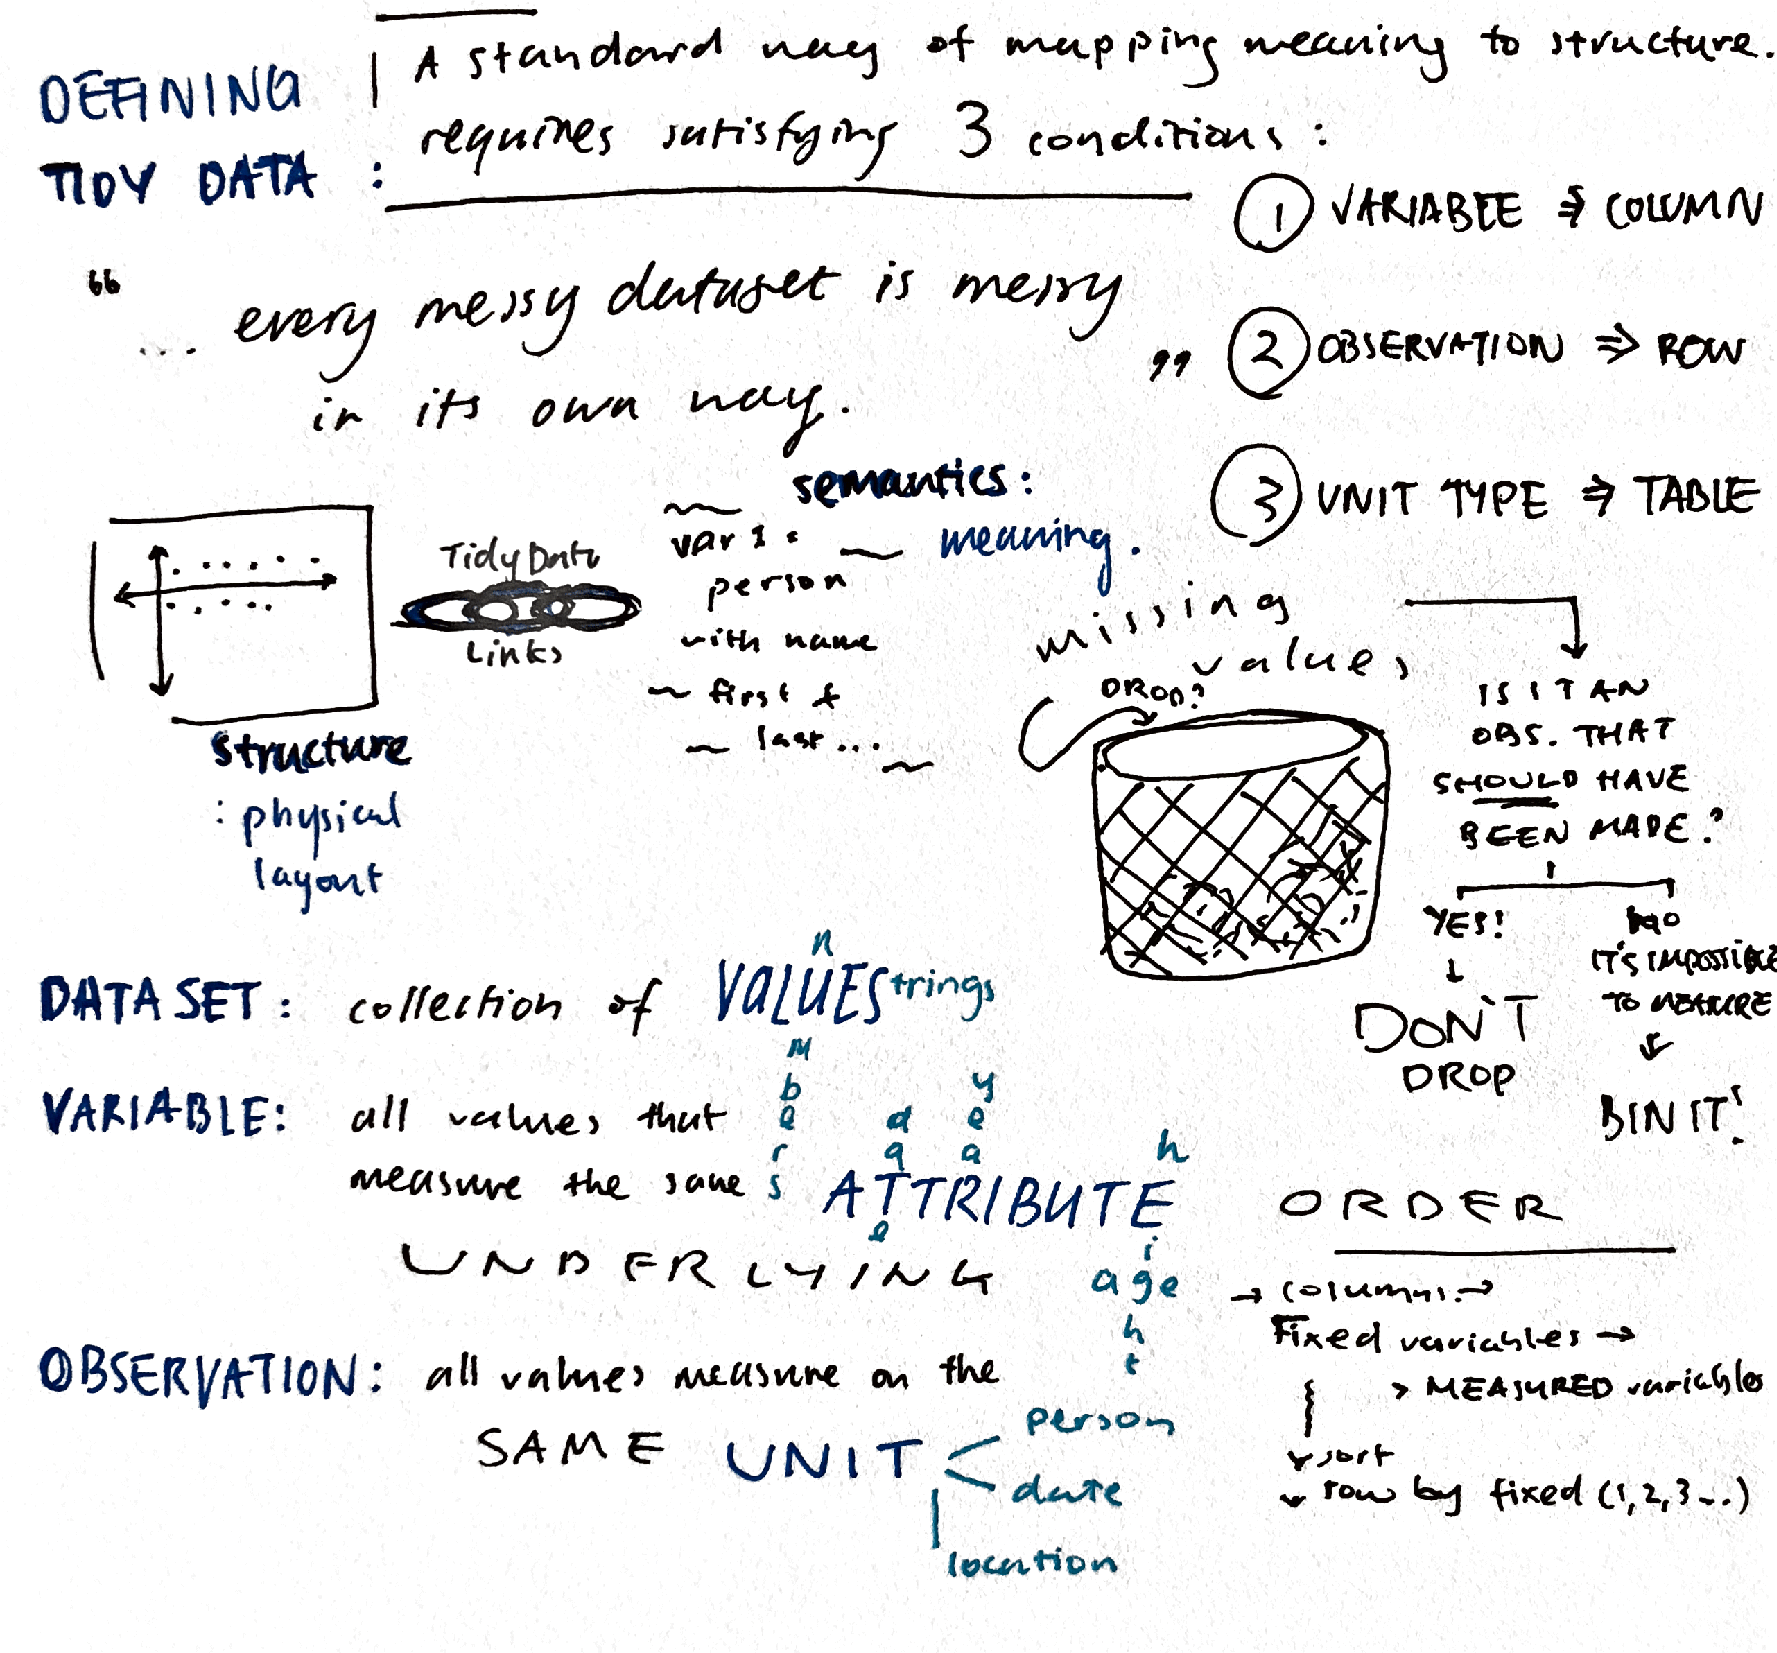 DEFINING
TIDY DATA :
A standard way of mapping meaning to structure.
requires satisfying 3 conditions :
① VARIABLE ⇒ COLUMN
② OBSERVATION ⇒ ROW
③ UNIT TYPE ⇒ TABLE
“ ... every messy dataset is messy
in its own way. ”
structure
: physical
layout
Tidy Data
Links
semantics :
meaning.
var 1 :
person
with name
first &
last ...
missing
values
DROP?
IS IT AN
OBS. THAT
SHOULD HAVE
BEEN MADE?
YES!
↓
DON'T
DROP
NO
IT'S IMPOSSIBLE
TO MEASURE
↓
BIN IT!
DATASET : collection of VALUES
strings
numbers
VARIABLE : all values that
measure the same ATTRIBUTE
UNDERLYING
date
year
height
age
OBSERVATION : all values measure on the
SAME UNIT
person
date
location
ORDER
→ columns →
Fixed variables →
> MEASURED variables
sort
row by fixed (1, 2, 3 ...)